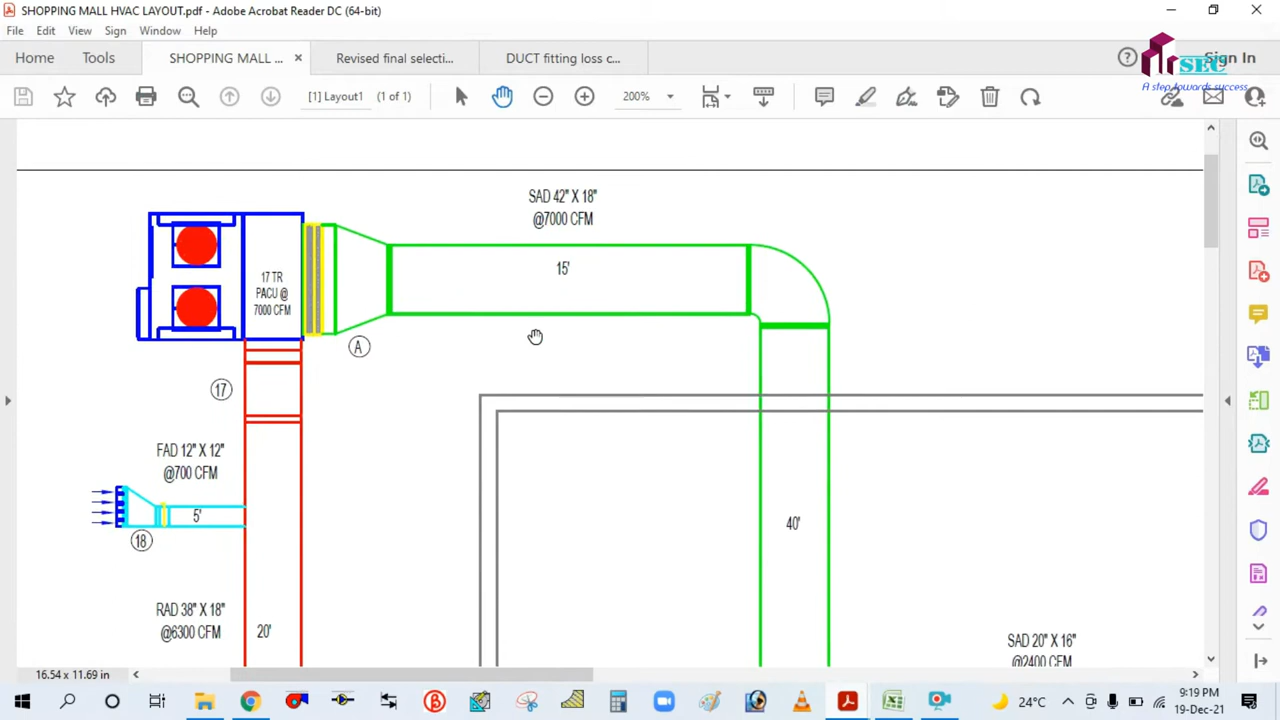 SHOPPING MALL HVAC LAYOUT.pdf - Adobe Acrobat Reader DC (64-bit)
File Edit View Sign Window Help
Home Tools SHOPPING MALL ... × Revised final selecti... DUCT fitting loss c... ? Sign In
SEC
A step towards success
[1] Layout1 (1 of 1) 200%
SAD 42" X 18"
@7000 CFM
15'
17 TR
PACU @
7000 CFM
A
17
FAD 12" X 12"
@700 CFM
5'
18
40'
RAD 38" X 18"
@6300 CFM
20'
SAD 20" X 16"
@2400 CFM
16.54 x 11.69 in
24°C
9:19 PM
19-Dec-21